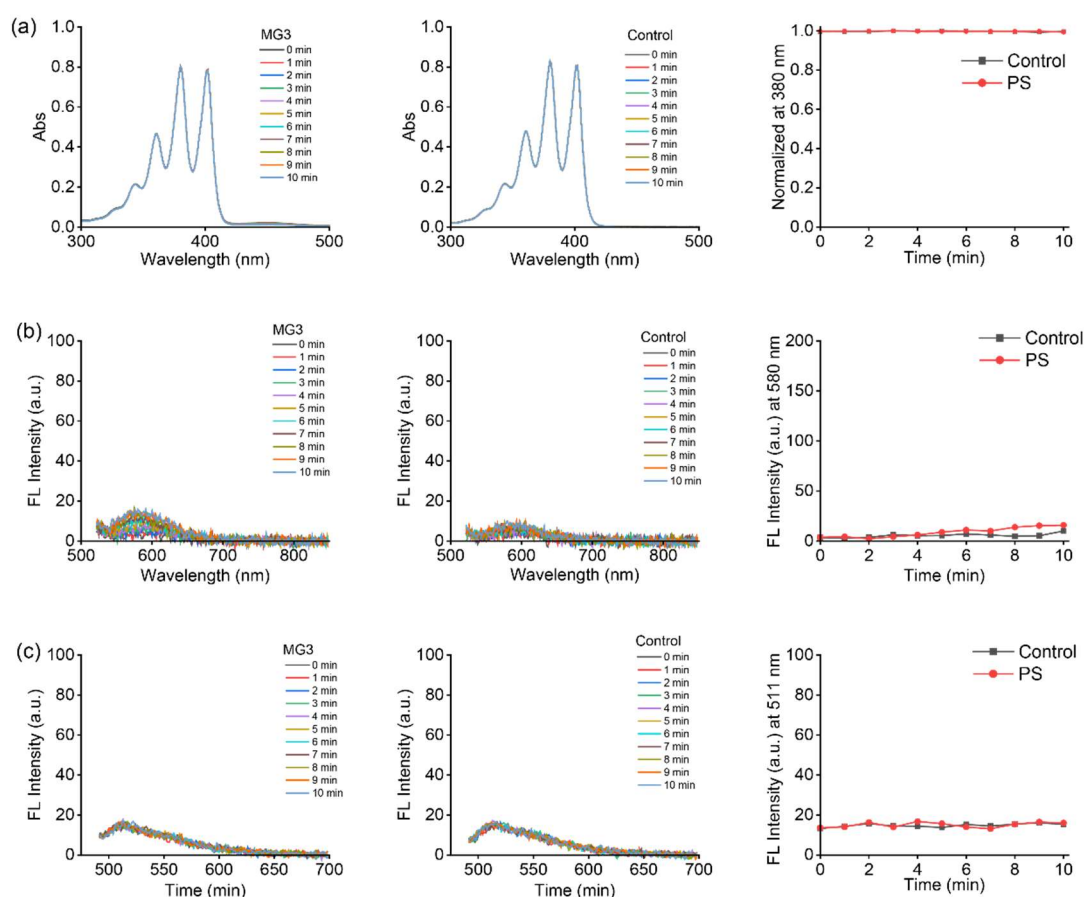 (a)
MG3
0 min
1 min
2 min
3 min
4 min
5 min
6 min
7 min
8 min
9 min
10 min
Abs
1.0
0.8
0.6
0.4
0.2
0.0
300 400 500
Wavelength (nm)
Control
0 min
1 min
2 min
3 min
4 min
5 min
6 min
7 min
8 min
9 min
10 min
Abs
1.0
0.8
0.6
0.4
0.2
0.0
300 400 500
Wavelength (nm)
Control
PS
Normalized at 380 nm
1.0
0.8
0.6
0.4
0.2
0.0
0 2 4 6 8 10
Time (min)
(b)
MG3
0 min
1 min
2 min
3 min
4 min
5 min
6 min
7 min
8 min
9 min
10 min
FL Intensity (a.u.)
100
80
60
40
20
0
500 600 700 800
Wavelength (nm)
Control
0 min
1 min
2 min
3 min
4 min
5 min
6 min
7 min
8 min
9 min
10 min
FL Intensity (a.u.)
100
80
60
40
20
0
500 600 700 800
Wavelength (nm)
Control
PS
FL Intensity (a.u.) at 580 nm
200
150
100
50
0
0 2 4 6 8 10
Time (min)
(c)
MG3
0 min
1 min
2 min
3 min
4 min
5 min
6 min
7 min
8 min
9 min
10 min
FL Intensity (a.u.)
100
80
60
40
20
0
500 550 600 650 700
Time (min)
Control
0 min
1 min
2 min
3 min
4 min
5 min
6 min
7 min
8 min
9 min
10 min
FL Intensity (a.u.)
100
80
60
40
20
0
500 550 600 650 700
Time (min)
Control
PS
FL Intensity (a.u.) at 511 nm
100
80
60
40
20
0
0 2 4 6 8 10
Time (min)